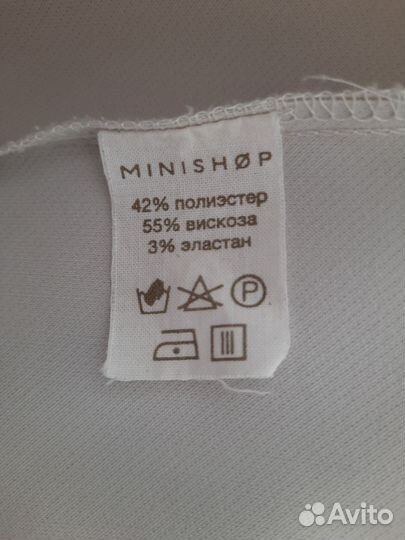 MINISHØP
42% полиэстер
55% вискоза
3% эластан
P
Avito